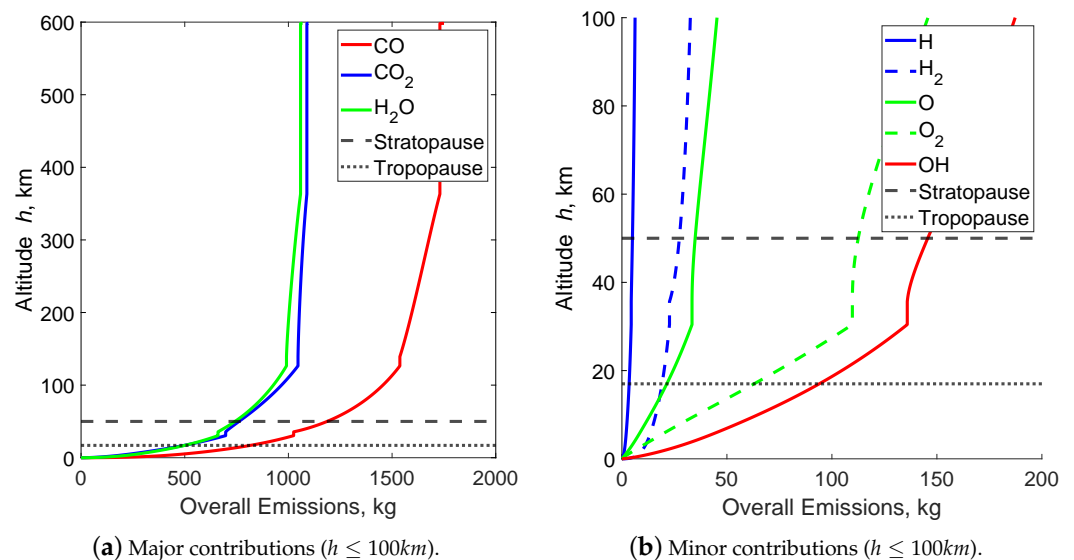 600
500
400
300
200
100
0
Altitude h, km
0 500 1000 1500 2000
Overall Emissions, kg
CO
CO2
H2O
Stratopause
Tropopause
(a) Major contributions (h ≤ 100km).
100
80
60
40
20
0
Altitude h, km
0 50 100 150 200
Overall Emissions, kg
H
H2
O
O2
OH
Stratopause
Tropopause
(b) Minor contributions (h ≤ 100km).